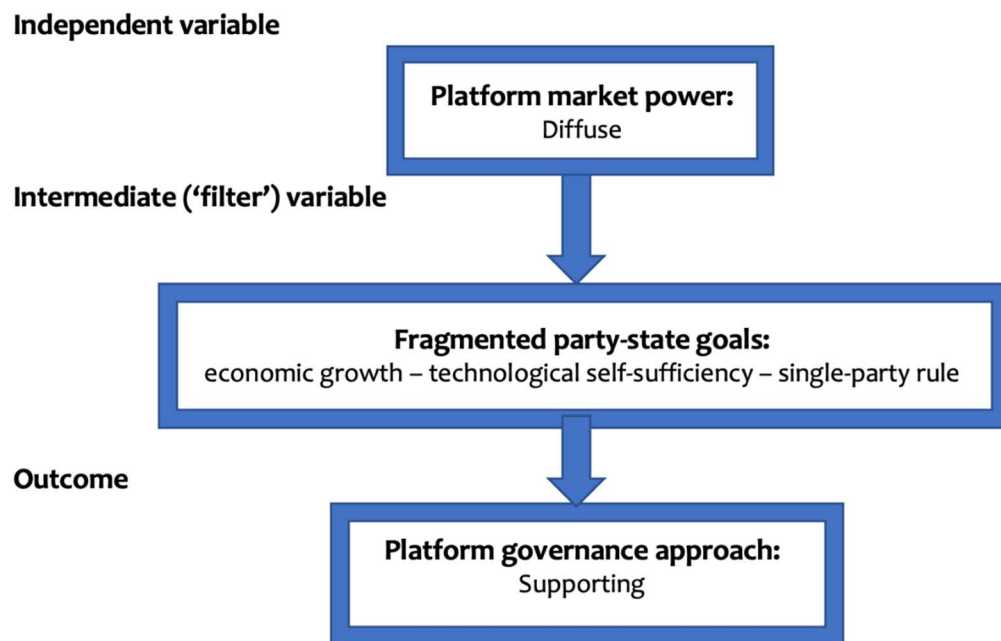 Independent variable
Platform market power:
Diffuse
Intermediate (‘filter’) variable
Fragmented party-state goals:
economic growth – technological self-sufficiency – single-party rule
Outcome
Platform governance approach:
Supporting